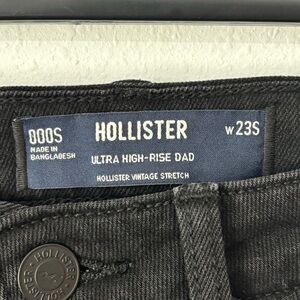 000S
MADE IN
BANGLADESH
HOLLISTER
W23S
ULTRA HIGH-RISE DAD
HOLLISTER VINTAGE STRETCH
HOLLISTER